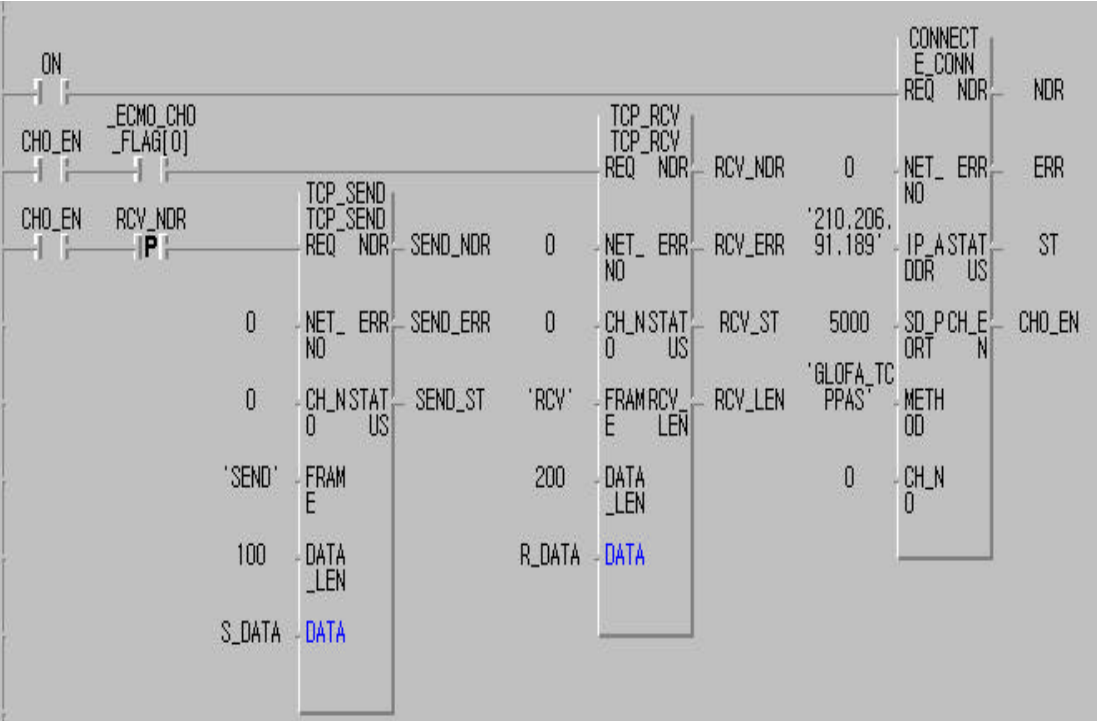 CONNECT
ON E_CONN
REQ NDR NDR
_ECMO_CHO
CHO_EN _FLAG[0]
TCP_RCV
TCP_RCV
REQ NDR RCV_NDR 0 NET_ ERR ERR
NO
TCP_SEND
CHO_EN RCV_NDR TCP_SEND
P REQ NDR SEND_NDR 0 NET_ ERR RCV_ERR '210.206.
91.189' IP_A STAT ST
NO DDR US
0 NET_ ERR SEND_ERR 0 CH_N STAT RCV_ST 5000 SD_P CH_E CHO_EN
NO O US ORT N
0 CH_N STAT SEND_ST 'RCV' FRAM RCV_ RCV_LEN 'GLOFA_TC
PPAS' METH
O US E LEN OD
'SEND' FRAM 200 DATA 0 CH_N
E _LEN O
100 DATA R_DATA DATA
_LEN
S_DATA DATA